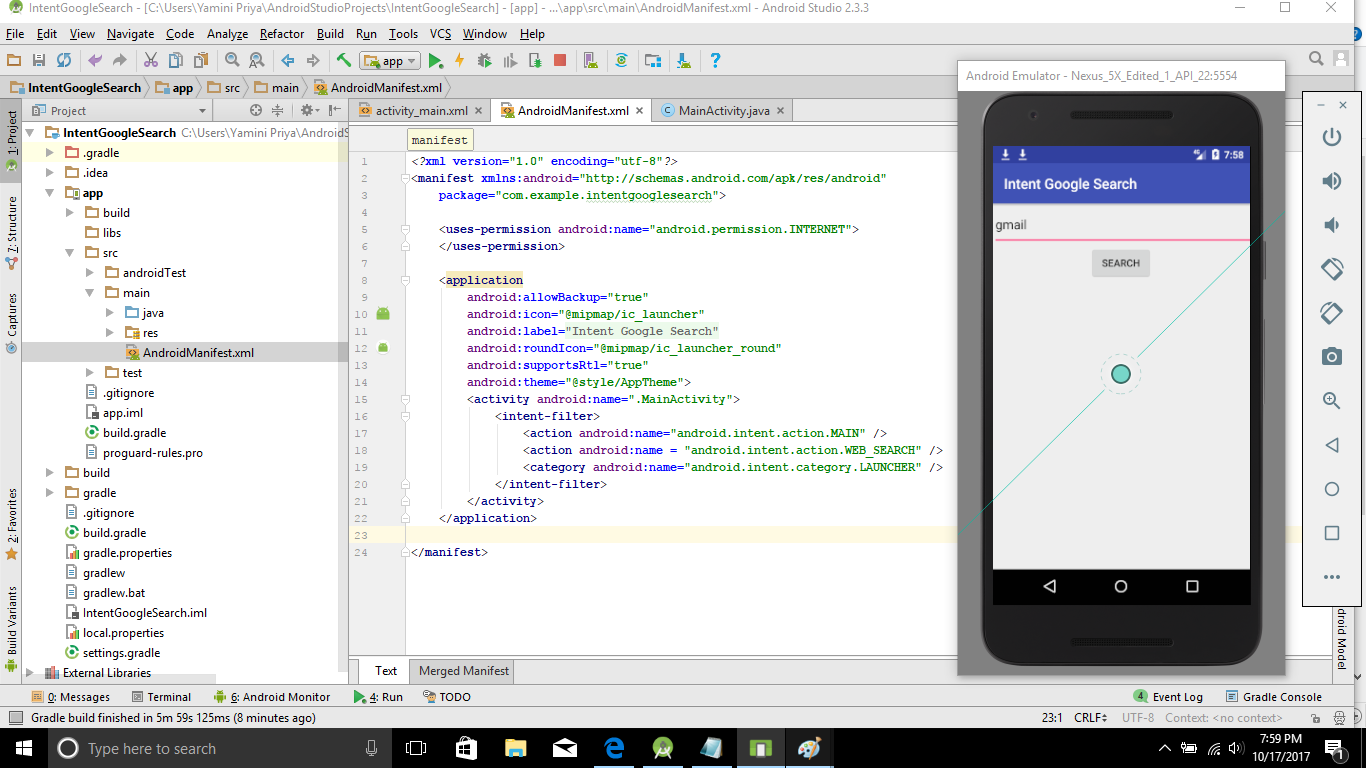 IntentGoogleSearch - [C:\Users\Yamini Priya\AndroidStudioProjects\IntentGoogleSearch] - [app] - ...\app\src\main\AndroidManifest.xml - Android Studio 2.3.3
File Edit View Navigate Code Analyze Refactor Build Run Tools VCS Window Help
app
IntentGoogleSearch app src main AndroidManifest.xml
Project
activity_main.xml AndroidManifest.xml MainActivity.java
1: Project
7: Structure
Captures
2: Favorites
Build Variants
IntentGoogleSearch C:\Users\Yamini Priya\AndroidS
.gradle
.idea
app
build
libs
src
androidTest
main
java
res
AndroidManifest.xml
test
.gitignore
app.iml
build.gradle
proguard-rules.pro
build
gradle
.gitignore
build.gradle
gradle.properties
gradlew
gradlew.bat
IntentGoogleSearch.iml
local.properties
settings.gradle
External Libraries
manifest
1 <?xml version="1.0" encoding="utf-8"?>
2 <manifest xmlns:android="http://schemas.android.com/apk/res/android"
3 package="com.example.intentgooglesearch">
4
5 <uses-permission android:name="android.permission.INTERNET">
6 </uses-permission>
7
8 <application
9 android:allowBackup="true"
10 android:icon="@mipmap/ic_launcher"
11 android:label="Intent Google Search"
12 android:roundIcon="@mipmap/ic_launcher_round"
13 android:supportsRtl="true"
14 android:theme="@style/AppTheme">
15 <activity android:name=".MainActivity">
16 <intent-filter>
17 <action android:name="android.intent.action.MAIN" />
18 <action android:name = "android.intent.action.WEB_SEARCH" />
19 <category android:name="android.intent.category.LAUNCHER" />
20 </intent-filter>
21 </activity>
22 </application>
23
24 </manifest>
Text Merged Manifest
Android Emulator - Nexus_5X_Edited_1_API_22:5554
7:58
Intent Google Search
gmail
SEARCH
droid Model
0: Messages Terminal 6: Android Monitor 4: Run TODO 4 Event Log Gradle Console
Gradle build finished in 5m 59s 125ms (8 minutes ago) 23:1 CRLF UTF-8 Context: <no context>
Type here to search
7:59 PM
10/17/2017
1